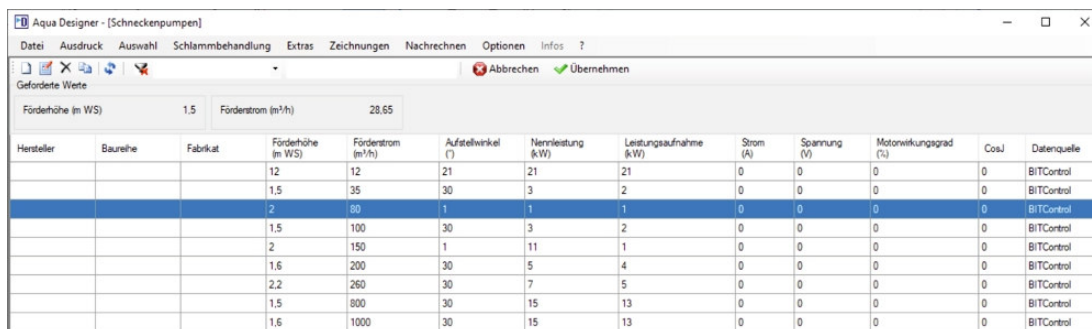 Aqua Designer - [Schneckenpumpen]
Datei Ausdruck Auswahl Schlammbehandlung Extras Zeichnungen Nachrechnen Optionen Infos ?
Abbrechen Übernehmen
Geforderte Werte
Förderhöhe (m WS) 1,5 Förderstrom (m³/h) 28,65
Hersteller Baureihe Fabrikat Förderhöhe (m WS) Förderstrom (m³/h) Aufstellwinkel (°) Nennleistung (kW) Leistungsaufnahme (kW) Strom (A) Spannung (V) Motorwirkungsgrad (%) CosJ Datenquelle
12 12 21 21 21 0 0 0 0 BITControl
1,5 35 30 3 2 0 0 0 0 BITControl
2 80 1 1 1 0 0 0 0 BITControl
1,5 100 30 3 2 0 0 0 0 BITControl
2 150 1 11 1 0 0 0 0 BITControl
1,6 200 30 5 4 0 0 0 0 BITControl
2,2 260 30 7 5 0 0 0 0 BITControl
1,5 800 30 15 13 0 0 0 0 BITControl
1,6 1000 30 15 13 0 0 0 0 BITControl